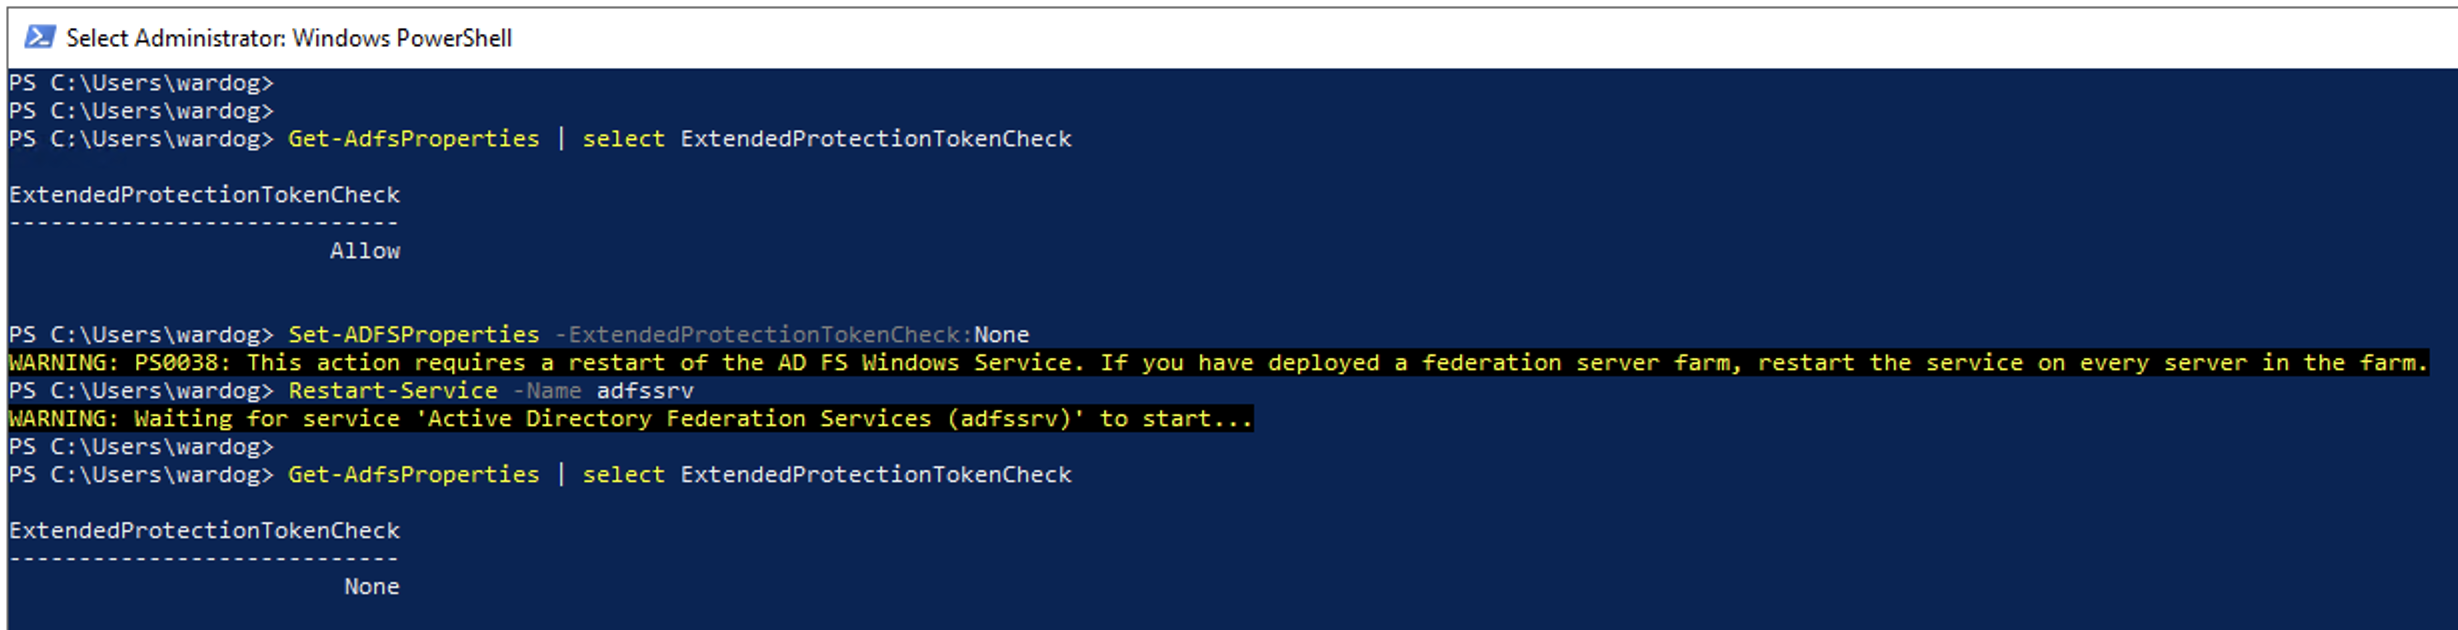 Select Administrator: Windows PowerShell
PS C:\Users\wardog>
PS C:\Users\wardog>
PS C:\Users\wardog> Get-AdfsProperties | select ExtendedProtectionTokenCheck
ExtendedProtectionTokenCheck
----------------------------
Allow
PS C:\Users\wardog> Set-ADFSProperties -ExtendedProtectionTokenCheck:None
WARNING: PS0038: This action requires a restart of the AD FS Windows Service. If you have deployed a federation server farm, restart the service on every server in the farm.
PS C:\Users\wardog> Restart-Service -Name adfssrv
WARNING: Waiting for service 'Active Directory Federation Services (adfssrv)' to start...
PS C:\Users\wardog>
PS C:\Users\wardog> Get-AdfsProperties | select ExtendedProtectionTokenCheck
ExtendedProtectionTokenCheck
----------------------------
None